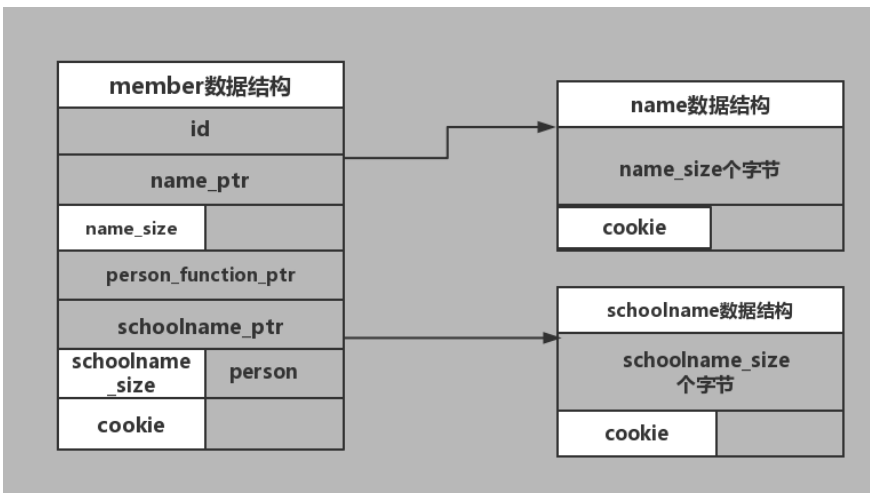 member数据结构
id
name_ptr
name_size
person_function_ptr
schoolname_ptr
schoolname
_size
person
cookie
name数据结构
name_size个字节
cookie
schoolname数据结构
schoolname_size
个字节
cookie